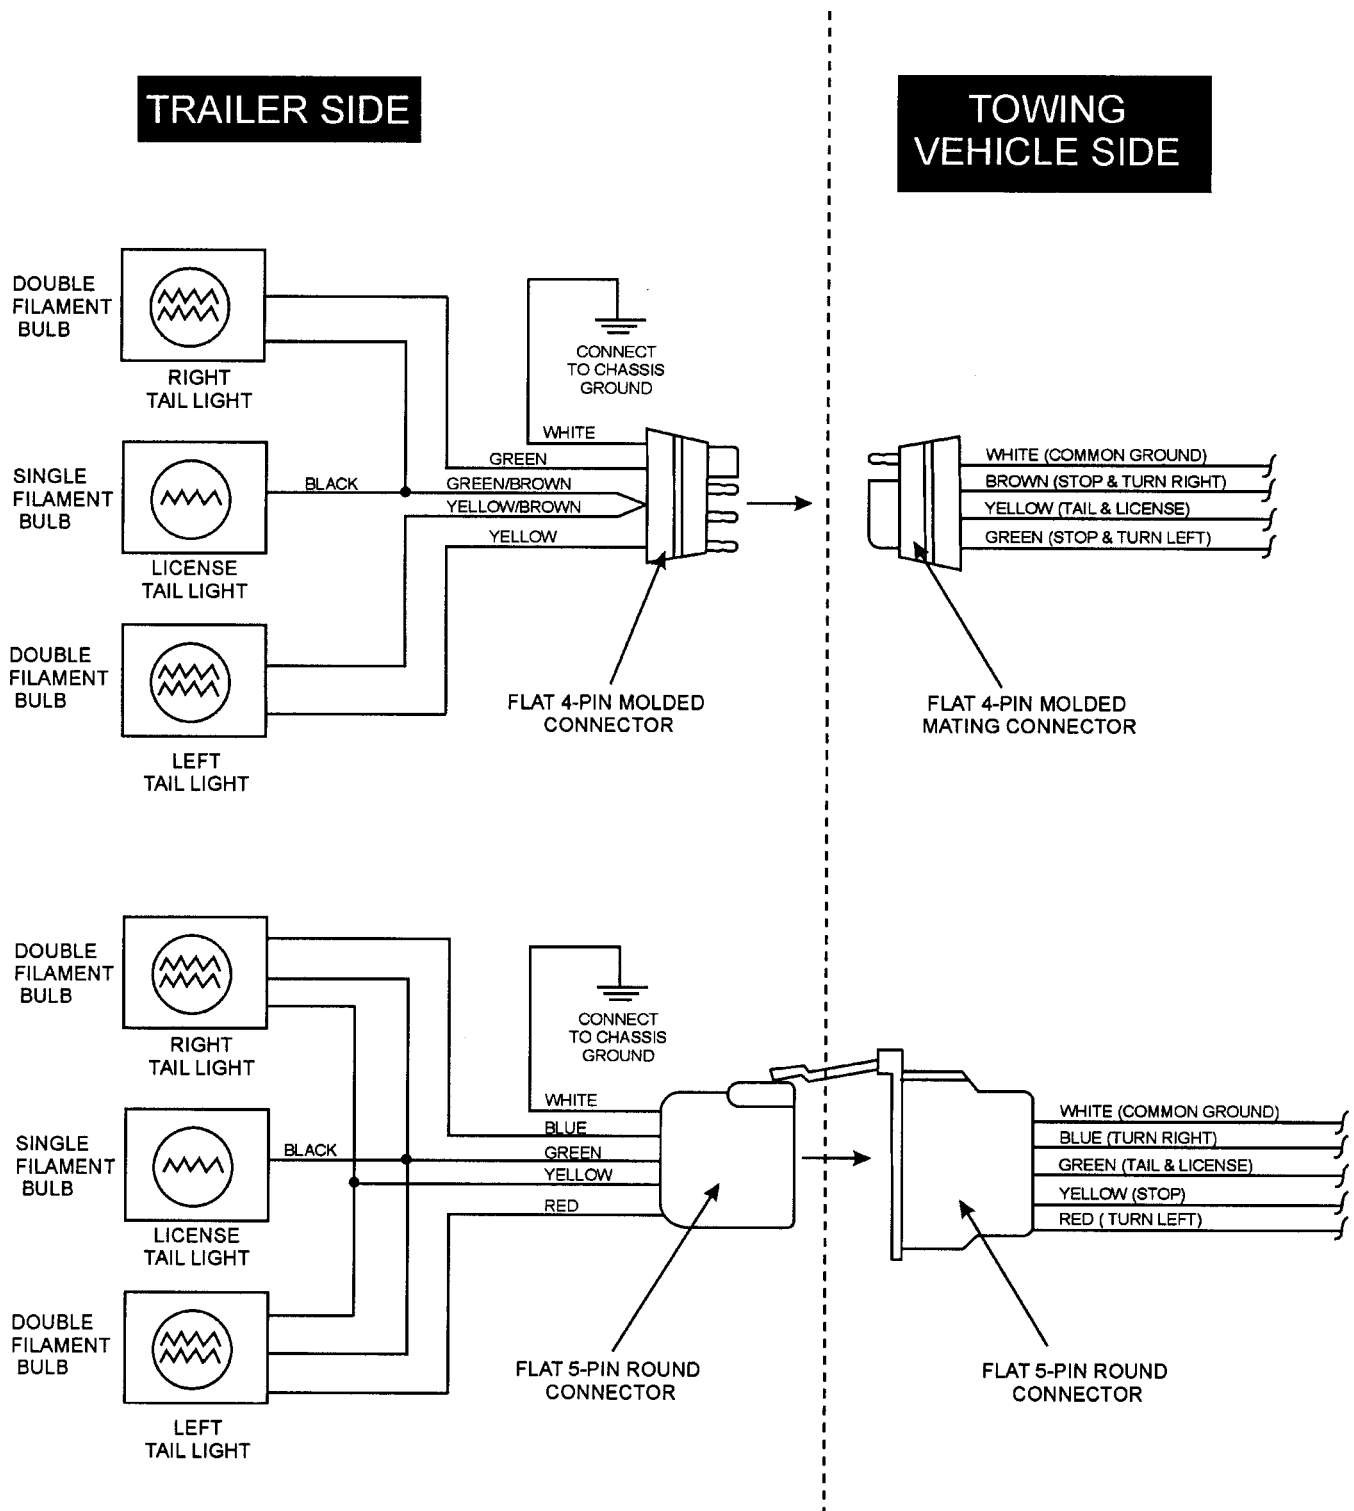 TRAILER SIDE
TOWING
VEHICLE SIDE
DOUBLE
FILAMENT
BULB
RIGHT
TAIL LIGHT
CONNECT
TO CHASSIS
GROUND
WHITE
GREEN
SINGLE
FILAMENT
BULB
BLACK
GREEN/BROWN
YELLOW/BROWN
YELLOW
LICENSE
TAIL LIGHT
WHITE (COMMON GROUND)
BROWN (STOP & TURN RIGHT)
YELLOW (TAIL & LICENSE)
GREEN (STOP & TURN LEFT)
DOUBLE
FILAMENT
BULB
LEFT
TAIL LIGHT
FLAT 4-PIN MOLDED
CONNECTOR
FLAT 4-PIN MOLDED
MATING CONNECTOR
DOUBLE
FILAMENT
BULB
RIGHT
TAIL LIGHT
CONNECT
TO CHASSIS
GROUND
WHITE
BLUE
SINGLE
FILAMENT
BULB
BLACK
GREEN
YELLOW
RED
LICENSE
TAIL LIGHT
WHITE (COMMON GROUND)
BLUE (TURN RIGHT)
GREEN (TAIL & LICENSE)
YELLOW (STOP)
RED ( TURN LEFT)
DOUBLE
FILAMENT
BULB
LEFT
TAIL LIGHT
FLAT 5-PIN ROUND
CONNECTOR
FLAT 5-PIN ROUND
CONNECTOR